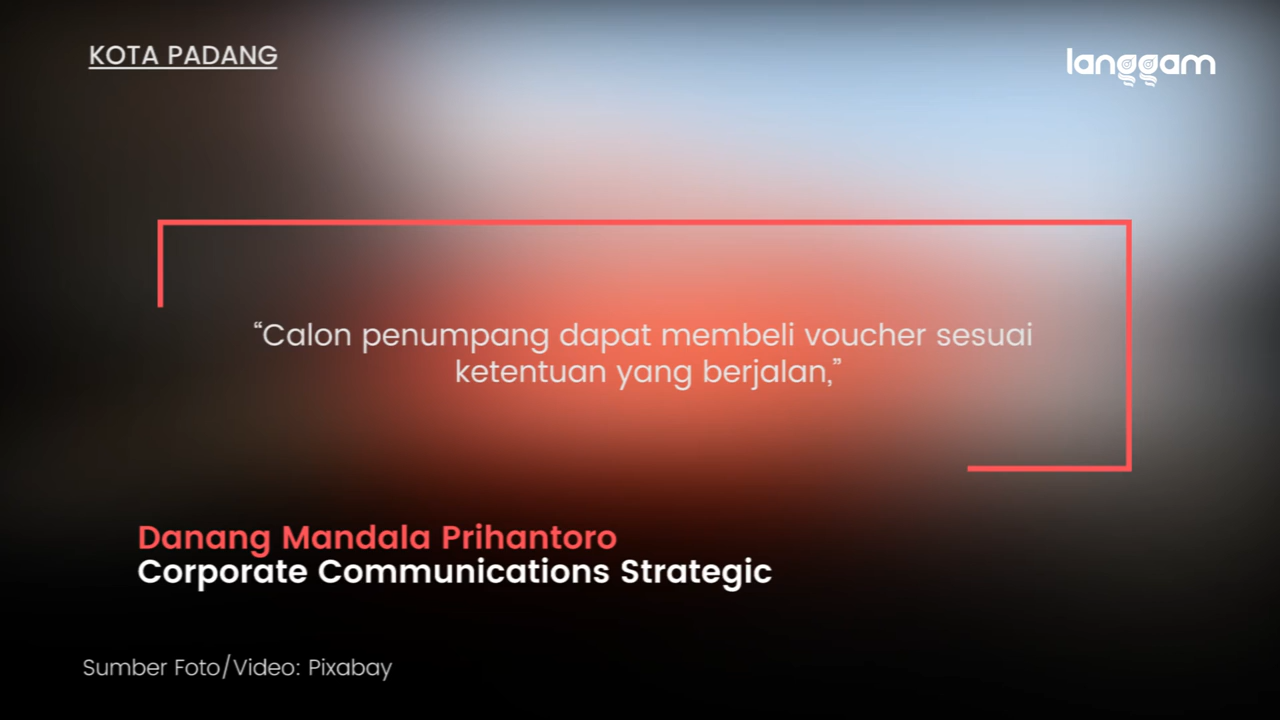 KOTA PADANG
langgam
“Calon penumpang dapat membeli voucher sesuai
ketentuan yang berjalan,”
Danang Mandala Prihantoro
Corporate Communications Strategic
Sumber Foto/Video: Pixabay